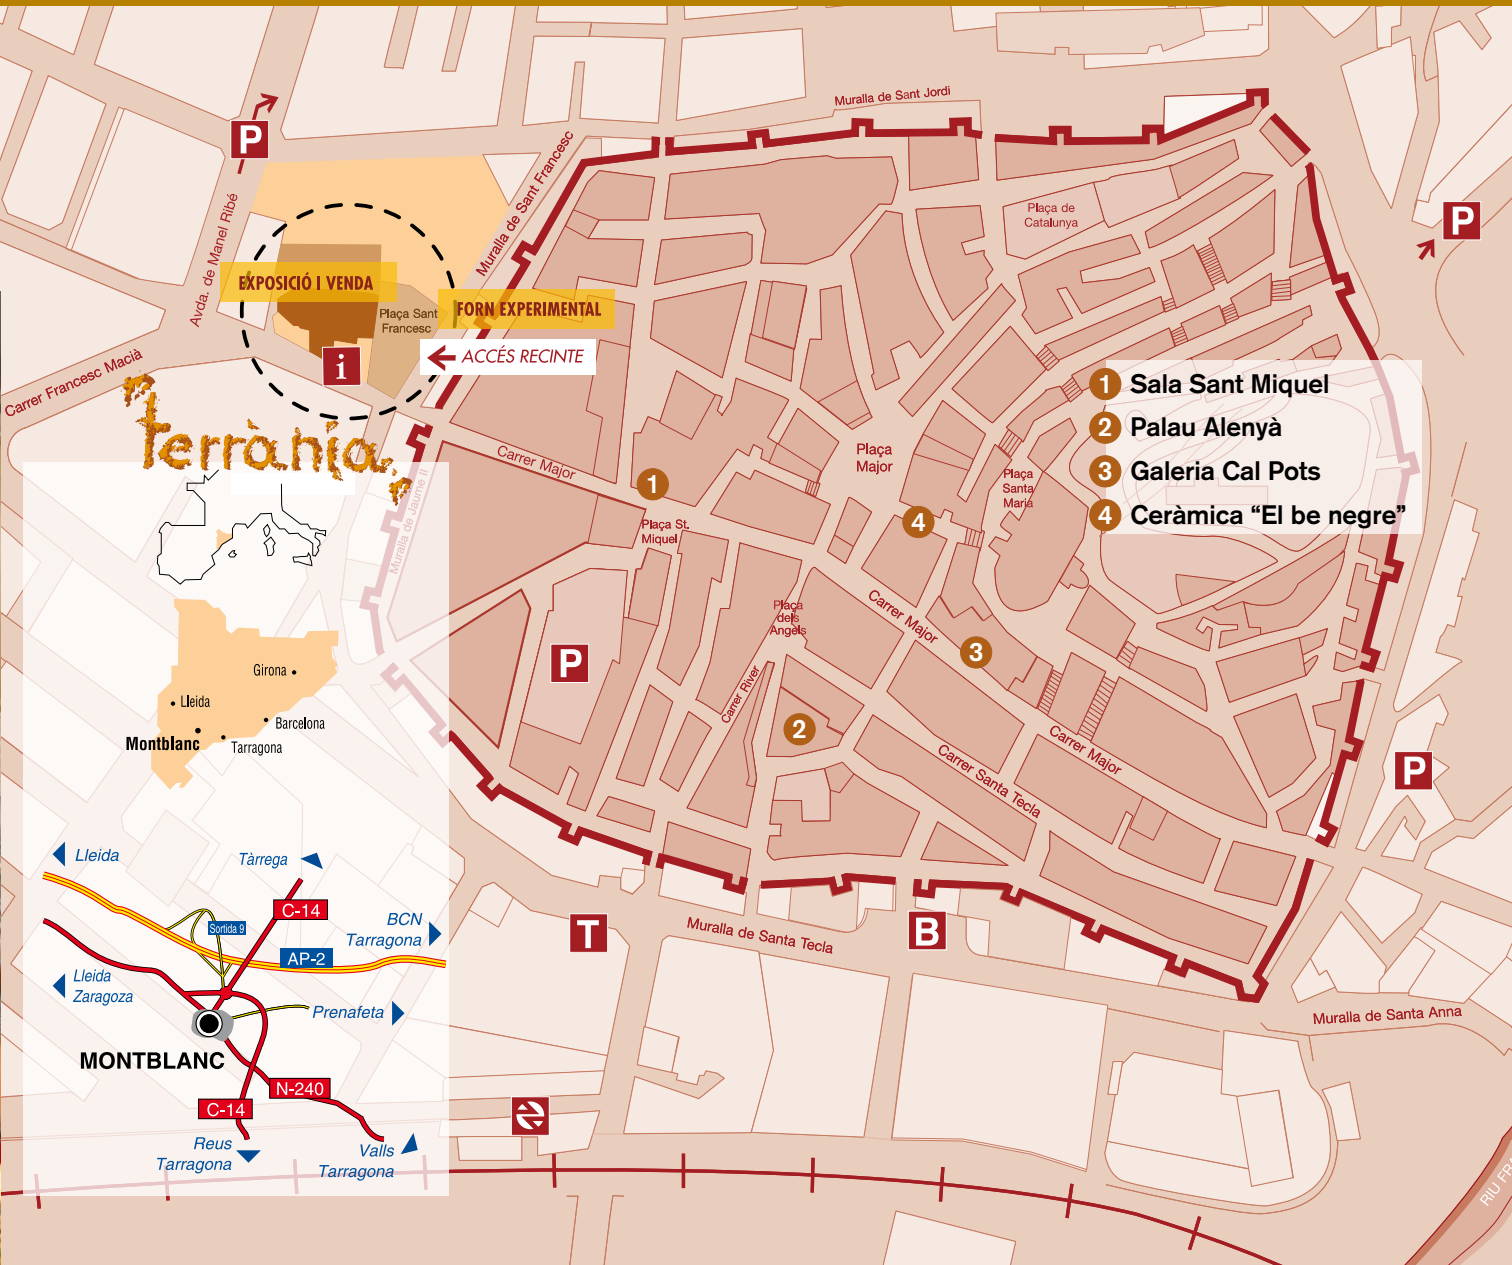 Muralla de Sant Jordi
P
Muralla de Sant Francesc
Avda. de Manel Ribé
P
Plaça de
Catalunya
EXPOSICIÓ I VENDA
FORN EXPERIMENTAL
Plaça Sant
Francesc
ACCÉS RECINTE
i
Carrer Francesc Macià
terrània
1 Sala Sant Miquel
2 Palau Alenyà
3 Galeria Cal Pots
4 Ceràmica “El be negre”
Carrer Major
Plaça
Major
Plaça
Santa
Maria
1
4
Muralla de Jaume II
Plaça St.
Miquel
Plaça
dels
Angels
Carrer Major
3
P
Carrer River
2
Carrer Major
Carrer Santa Tecla
P
Girona
Lleida
Barcelona
Montblanc
Tarragona
Lleida
Tàrrega
C-14
BCN
Tarragona
Sortida 9
AP-2
Lleida
Zaragoza
Prenafeta
MONTBLANC
N-240
C-14
Reus
Tarragona
Valls
Tarragona
T
Muralla de Santa Tecla
B
Muralla de Santa Anna